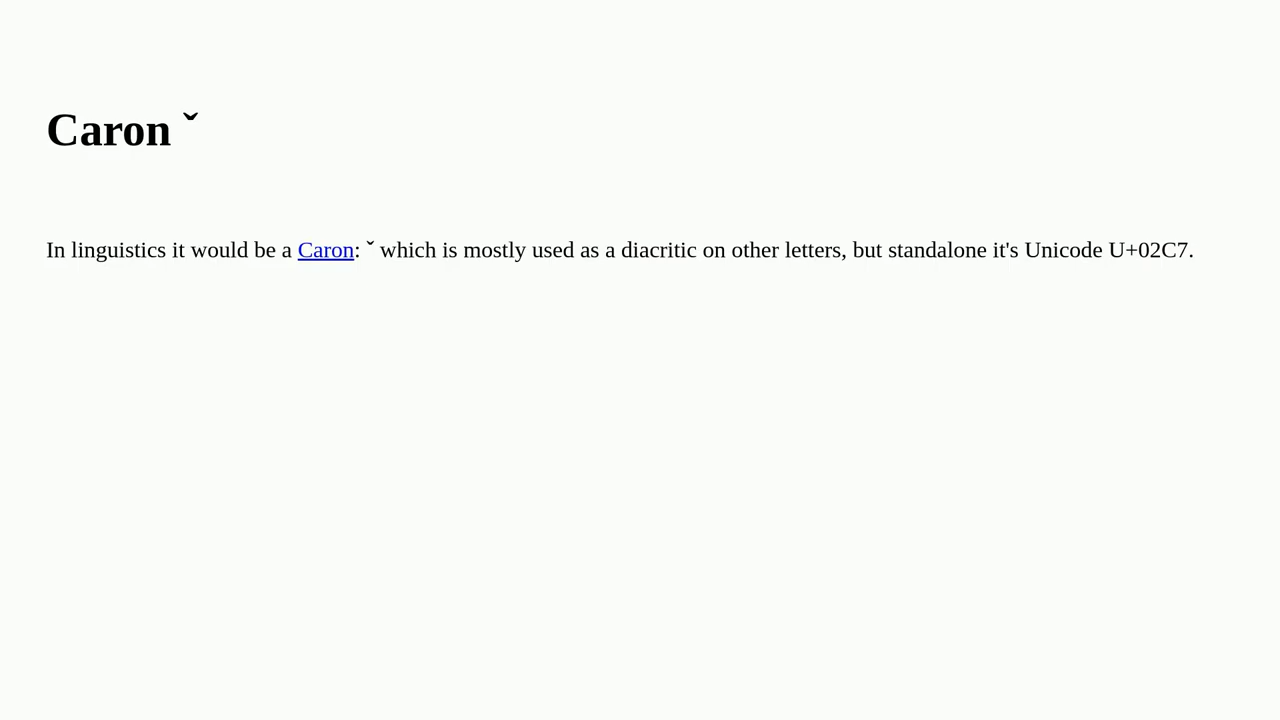 Caron ˇ
In linguistics it would be a Caron: ˇ which is mostly used as a diacritic on other letters, but standalone it's Unicode U+02C7.